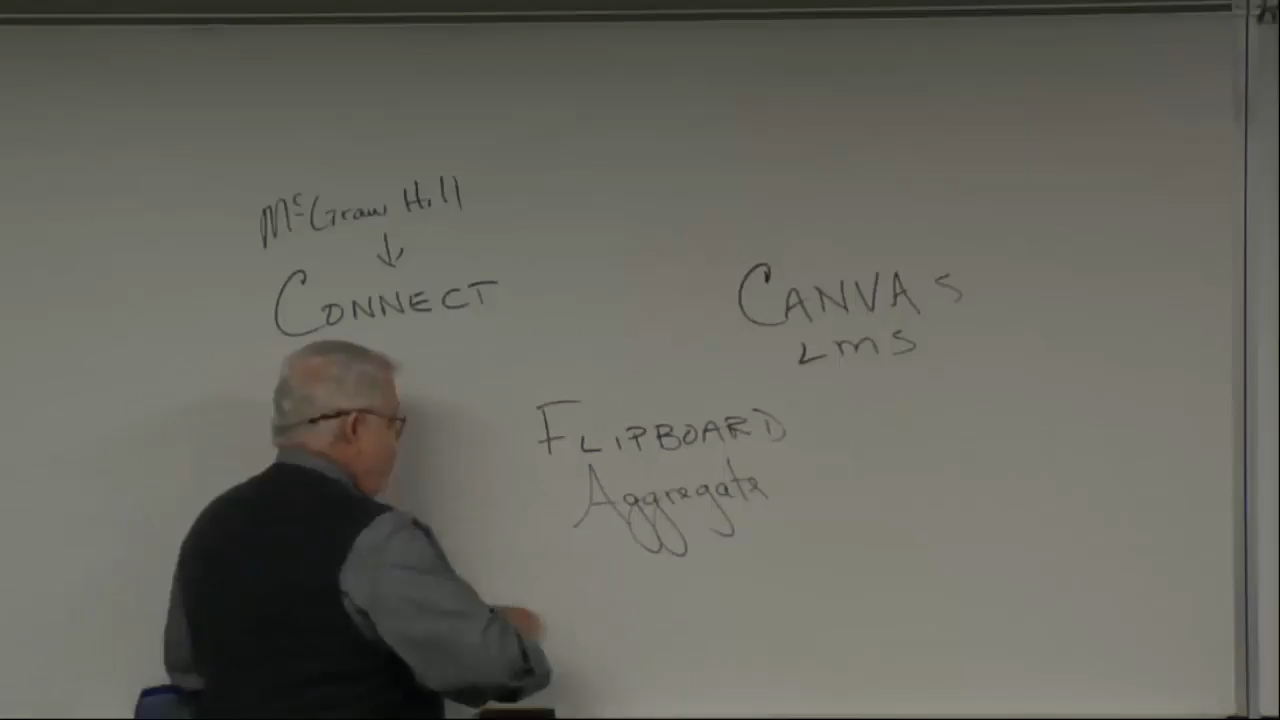 McGraw Hill
CONNECT
CANVAS
LMS
FLIPBOARD
Aggregate